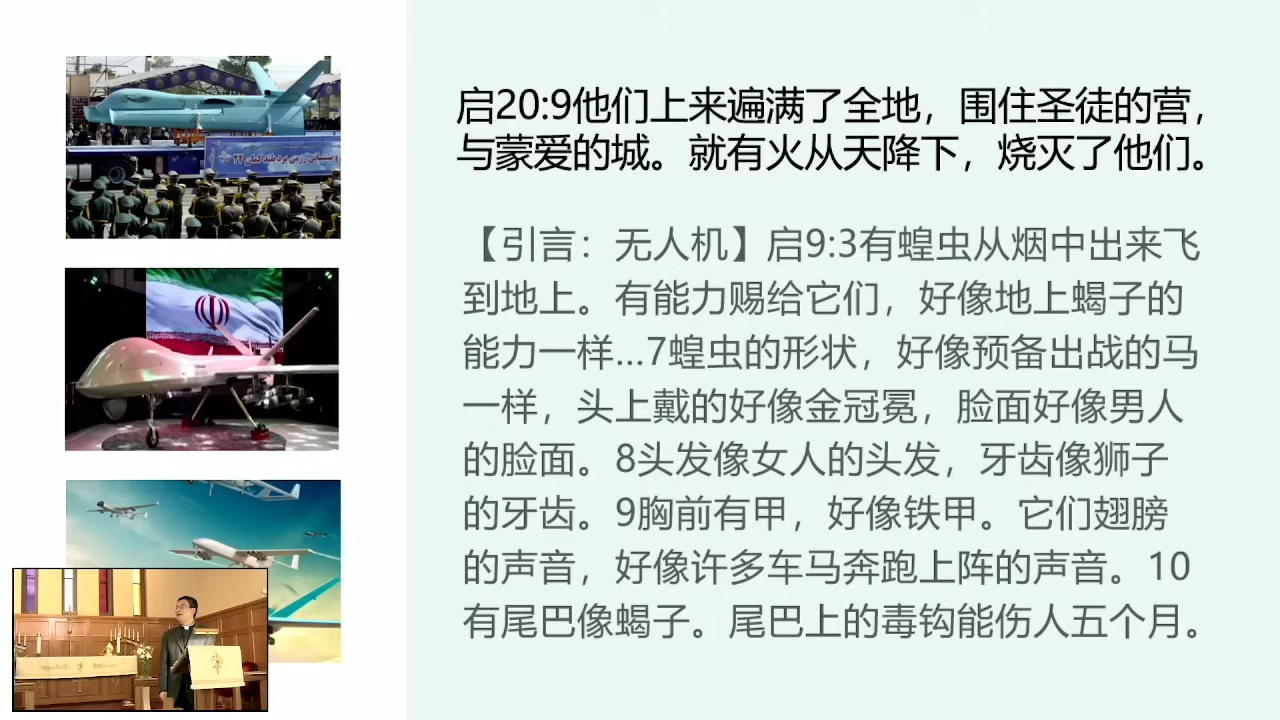 启20:9他们上来遍满了全地，围住圣徒的营，
与蒙爱的城。就有火从天降下，烧灭了他们。
【引言：无人机】启9:3有蝗虫从烟中出来飞
到地上。有能力赐给它们，好像地上蝎子的
能力一样...7蝗虫的形状，好像预备出战的马
一样，头上戴的好像金冠冕，脸面好像男人
的脸面。8头发像女人的头发，牙齿像狮子
的牙齿。9胸前有甲，好像铁甲。它们翅膀
的声音，好像许多车马奔跑上阵的声音。10
有尾巴像蝎子。尾巴上的毒钩能伤人五个月。